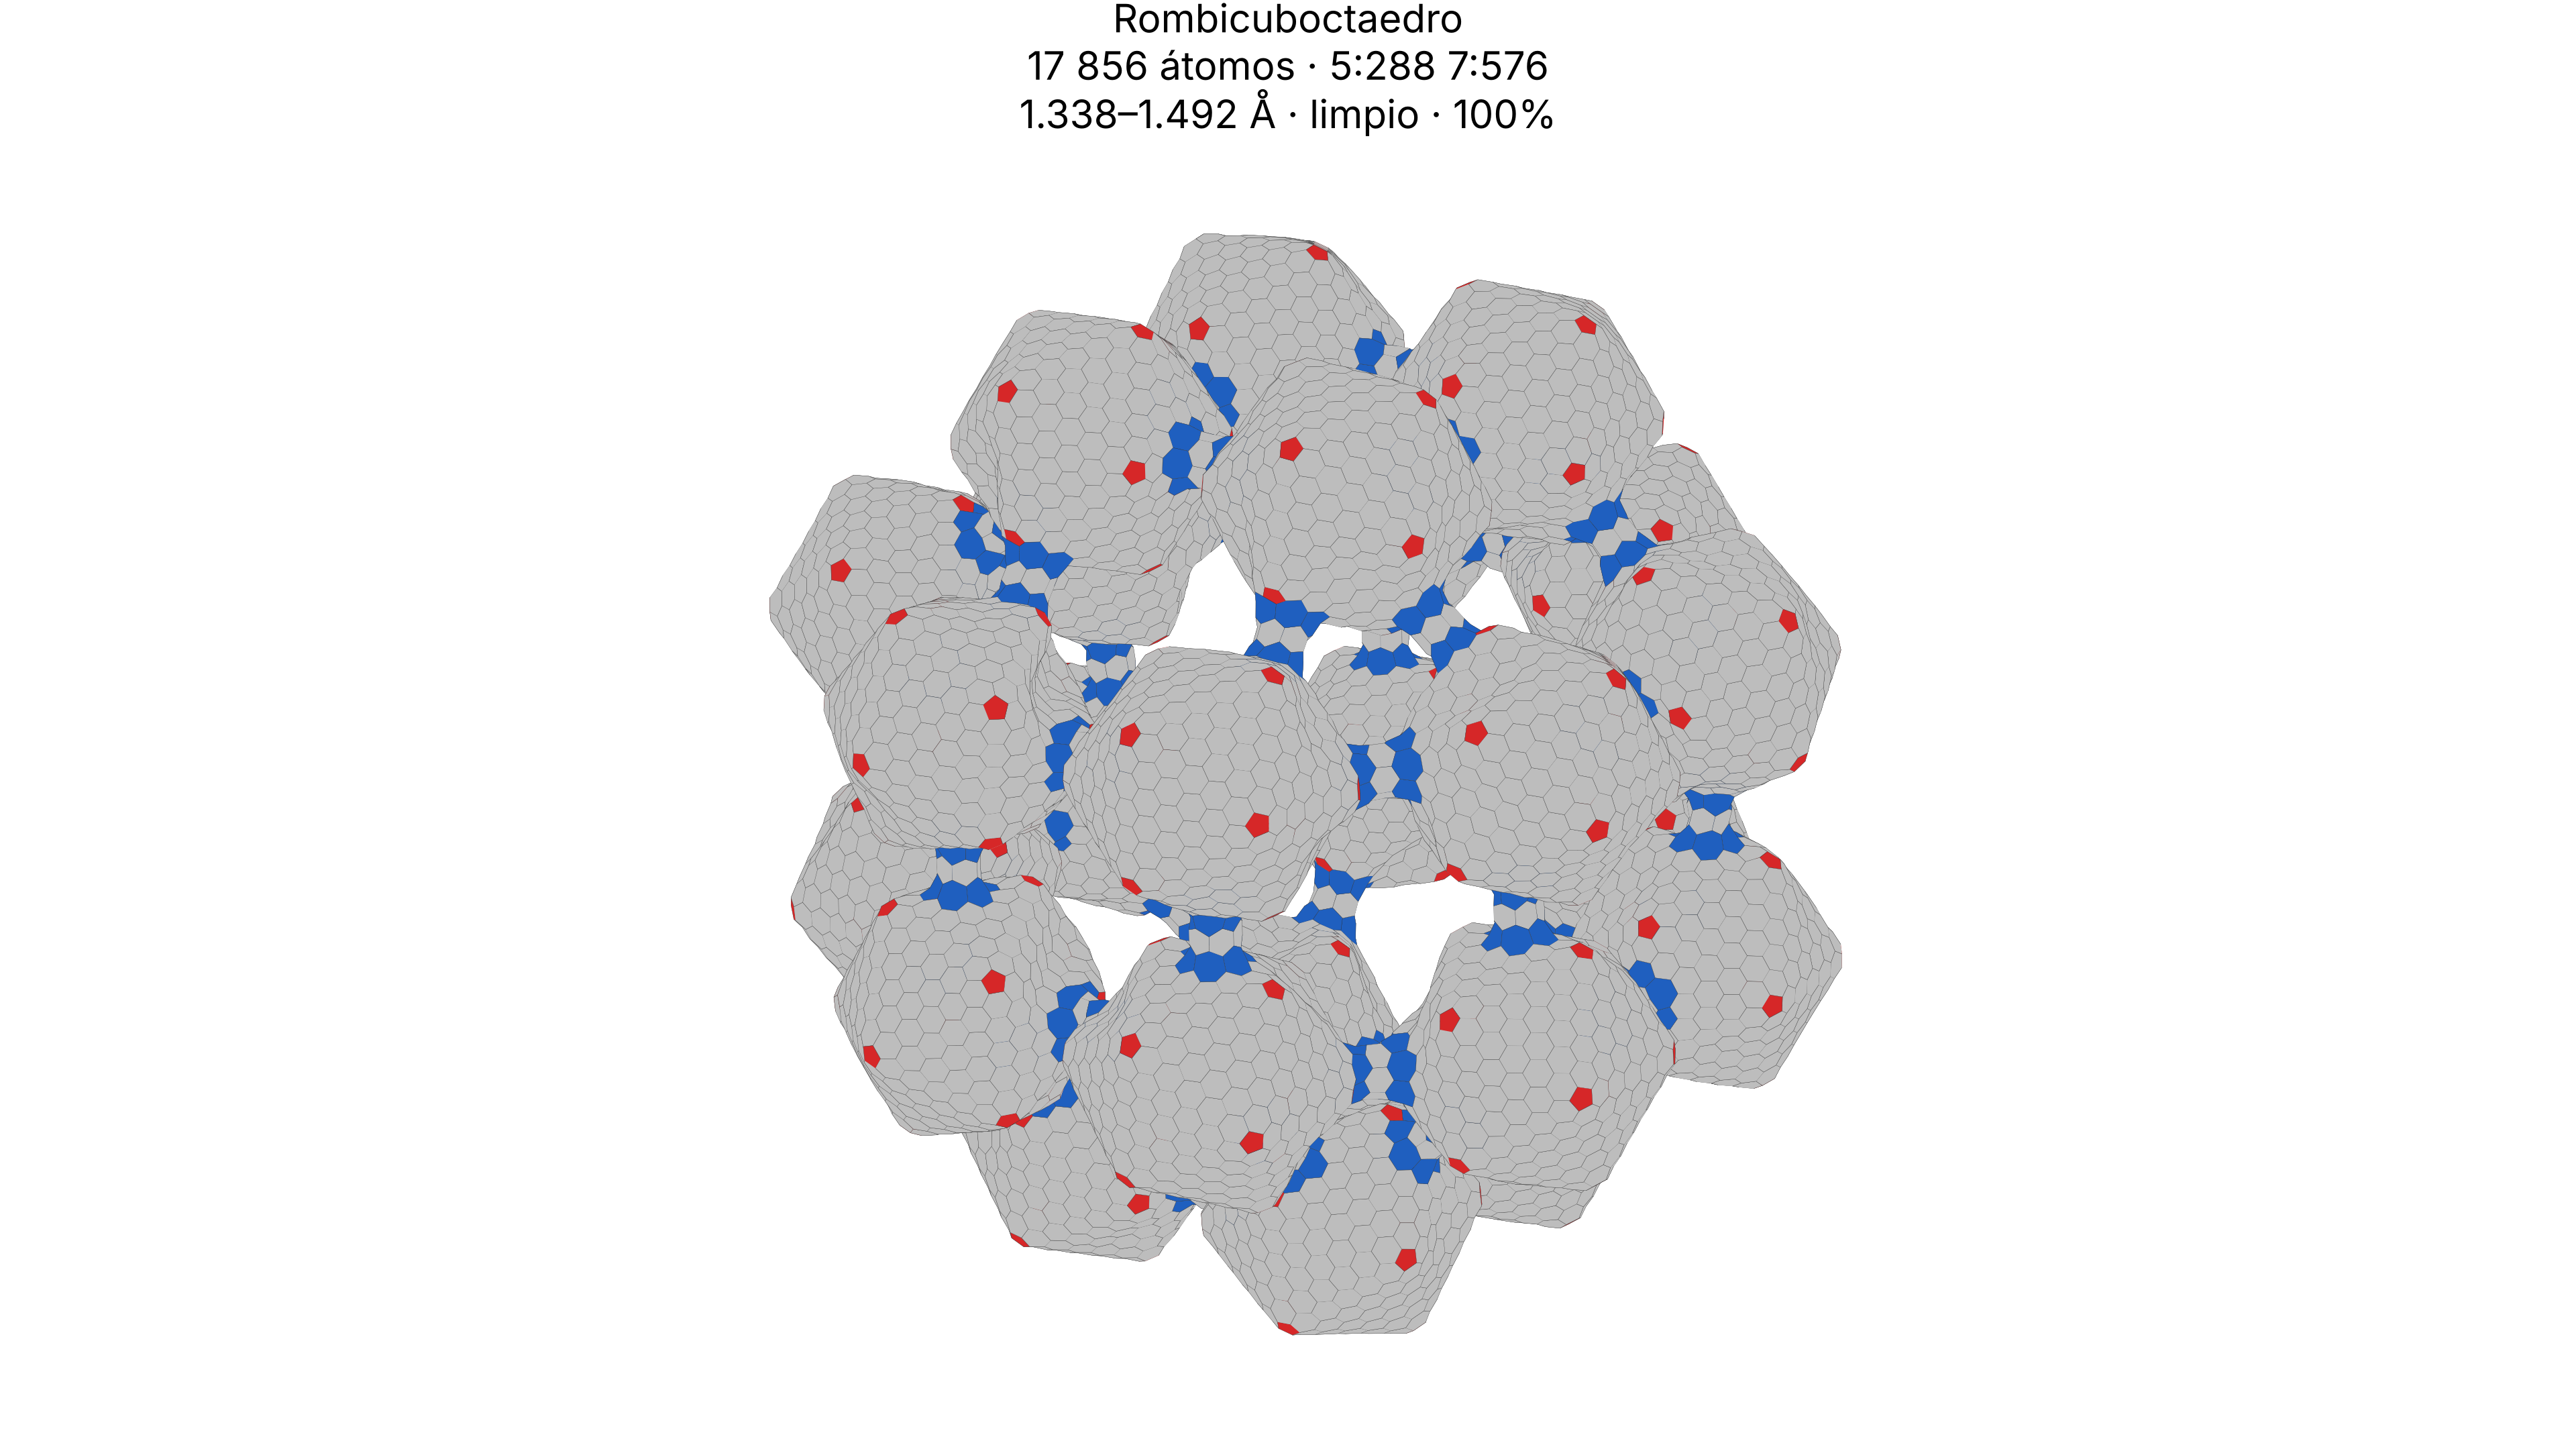 Rombicuboctaedro
17 856 átomos · 5:288 7:576
1.338–1.492 Å · limpio · 100%